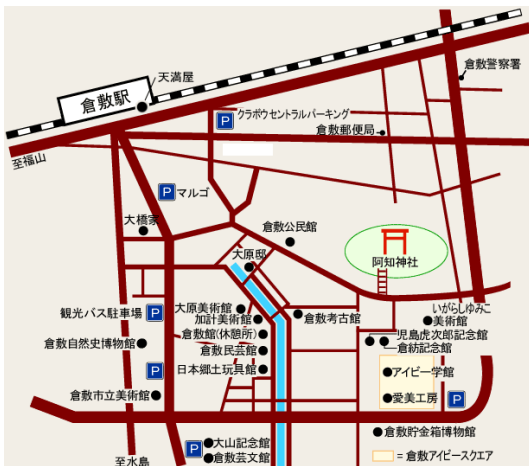 天満屋
倉敷駅
倉敷警察署
P クラボウセントラルパーキング
倉敷郵便局
至福山
P マルゴ
大橋家
倉敷公民館
大原邸
阿知神社
いがらしゆみこ
美術館
大原美術館
加計美術館
倉敷考古館
観光バス駐車場 P
倉敷館(休憩所)
児島虎次郎記念館
倉紡記念館
倉敷自然史博物館
倉敷民芸館
日本郷土玩具館
P
アイビー学館
倉敷市立美術館
愛美工房
P
倉敷貯金箱博物館
P
大山記念館
倉敷芸文館
至水島
= 倉敷アイビースクエア